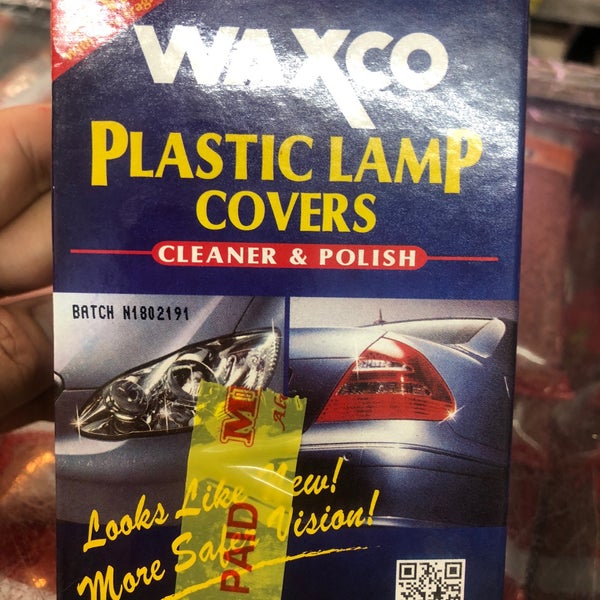 WAXCO
PLASTIC LAMP
COVERS
CLEANER & POLISH
BATCH N1802191
Looks Like New!
More Safe Vision!
PAID